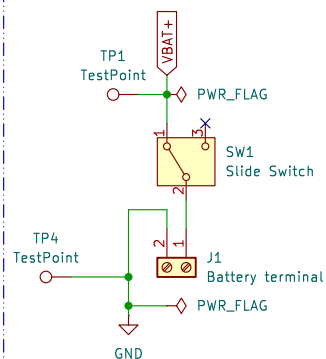 VBAT+
TP1
TestPoint
PWR_FLAG
1
3
SW1
Slide Switch
2
TP4
TestPoint
2
1
J1
Battery terminal
PWR_FLAG
GND